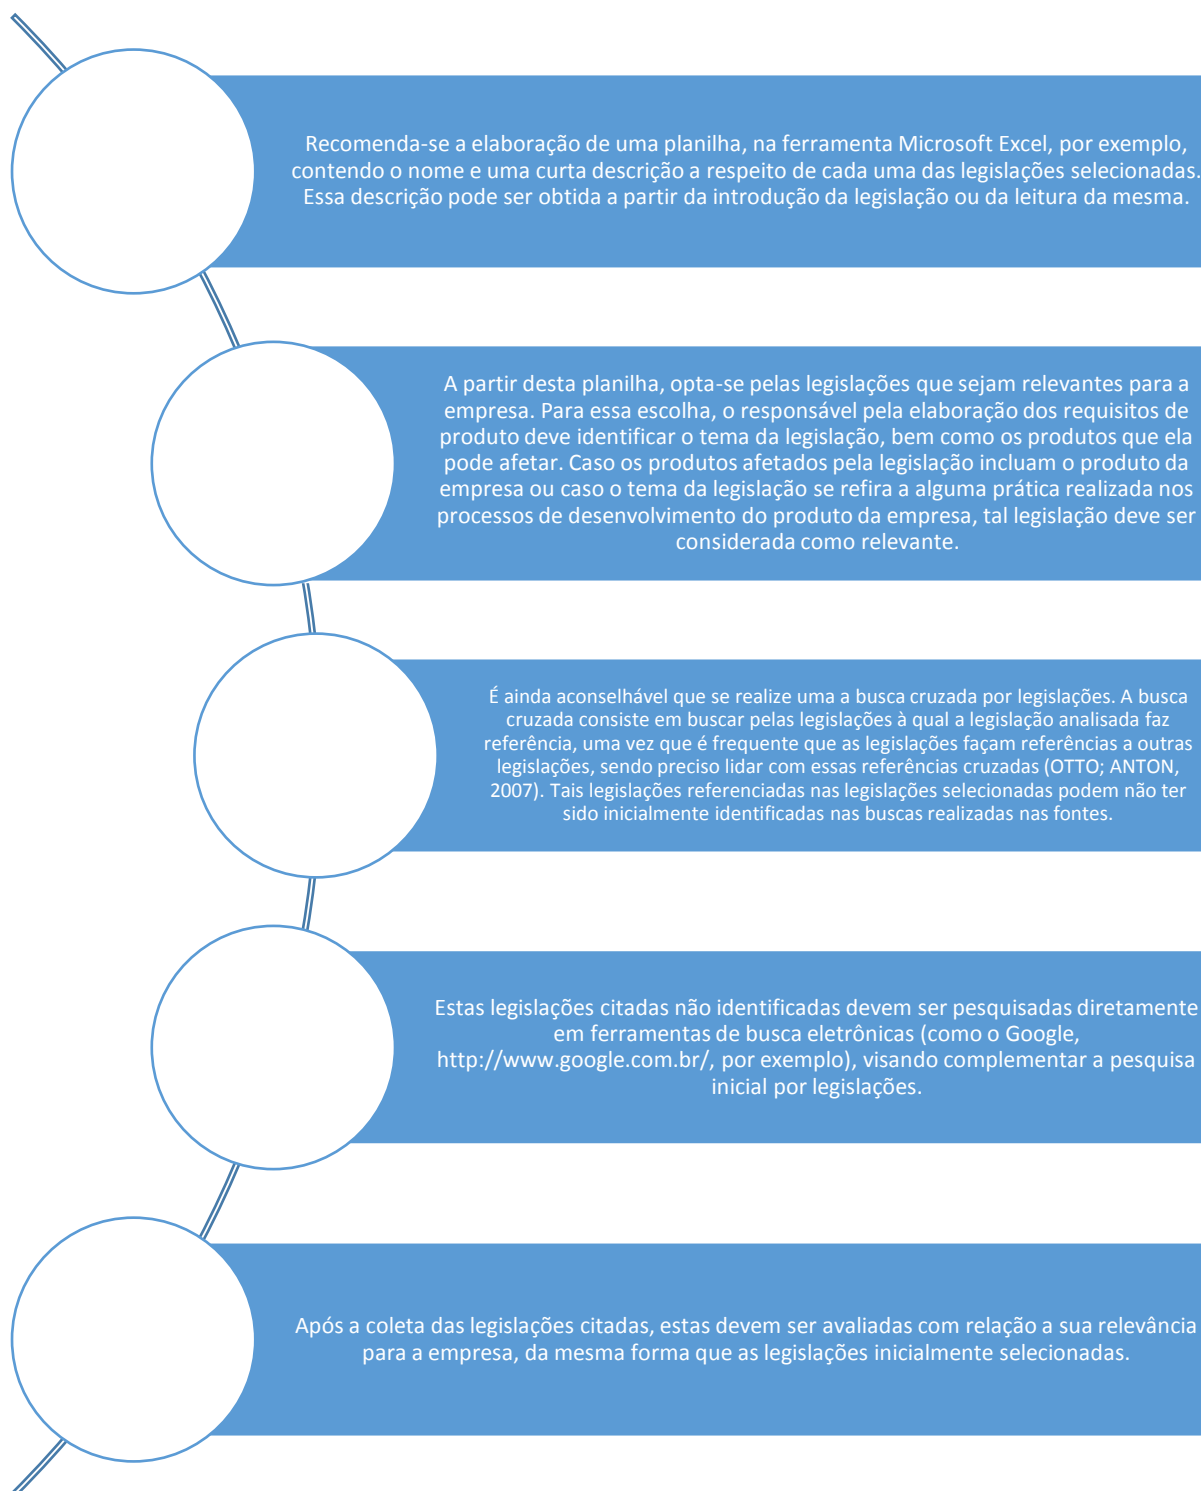 Recomenda-se a elaboração de uma planilha, na ferramenta Microsoft Excel, por exemplo,
contendo o nome e uma curta descrição a respeito de cada uma das legislações selecionadas.
Essa descrição pode ser obtida a partir da introdução da legislação ou da leitura da mesma.
A partir desta planilha, opta-se pelas legislações que sejam relevantes para a
empresa. Para essa escolha, o responsável pela elaboração dos requisitos de
produto deve identificar o tema da legislação, bem como os produtos que ela
pode afetar. Caso os produtos afetados pela legislação incluam o produto da
empresa ou caso o tema da legislação se refira a alguma prática realizada nos
processos de desenvolvimento do produto da empresa, tal legislação deve ser
considerada como relevante.
É ainda aconselhável que se realize uma a busca cruzada por legislações. A busca
cruzada consiste em buscar pelas legislações à qual a legislação analisada faz
referência, uma vez que é frequente que as legislações façam referências a outras
legislações, sendo preciso lidar com essas referências cruzadas (OTTO; ANTON,
2007). Tais legislações referenciadas nas legislações selecionadas podem não ter
sido inicialmente identificadas nas buscas realizadas nas fontes.
Estas legislações citadas não identificadas devem ser pesquisadas diretamente
em ferramentas de busca eletrônicas (como o Google,
http://www.google.com.br/, por exemplo), visando complementar a pesquisa
inicial por legislações.
Após a coleta das legislações citadas, estas devem ser avaliadas com relação a sua relevância
para a empresa, da mesma forma que as legislações inicialmente selecionadas.